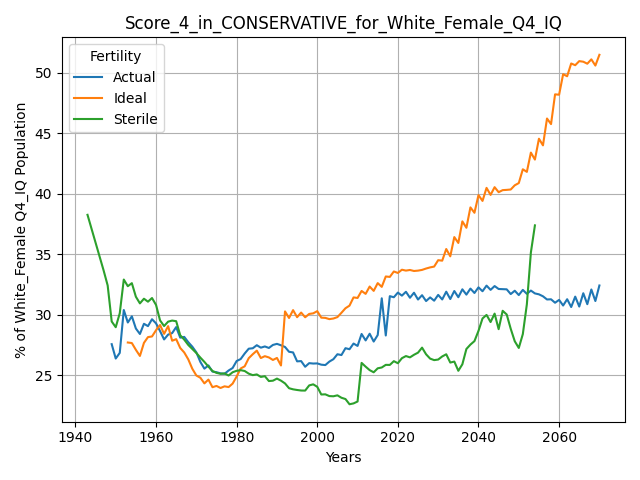 Score_4_in_CONSERVATIVE_for_White_Female_Q4_IQ
Fertility
Actual
Ideal
Sterile
% of White_Female Q4_IQ Population
50
45
40
35
30
25
1940
1960
1980
2000
2020
2040
2060
Years